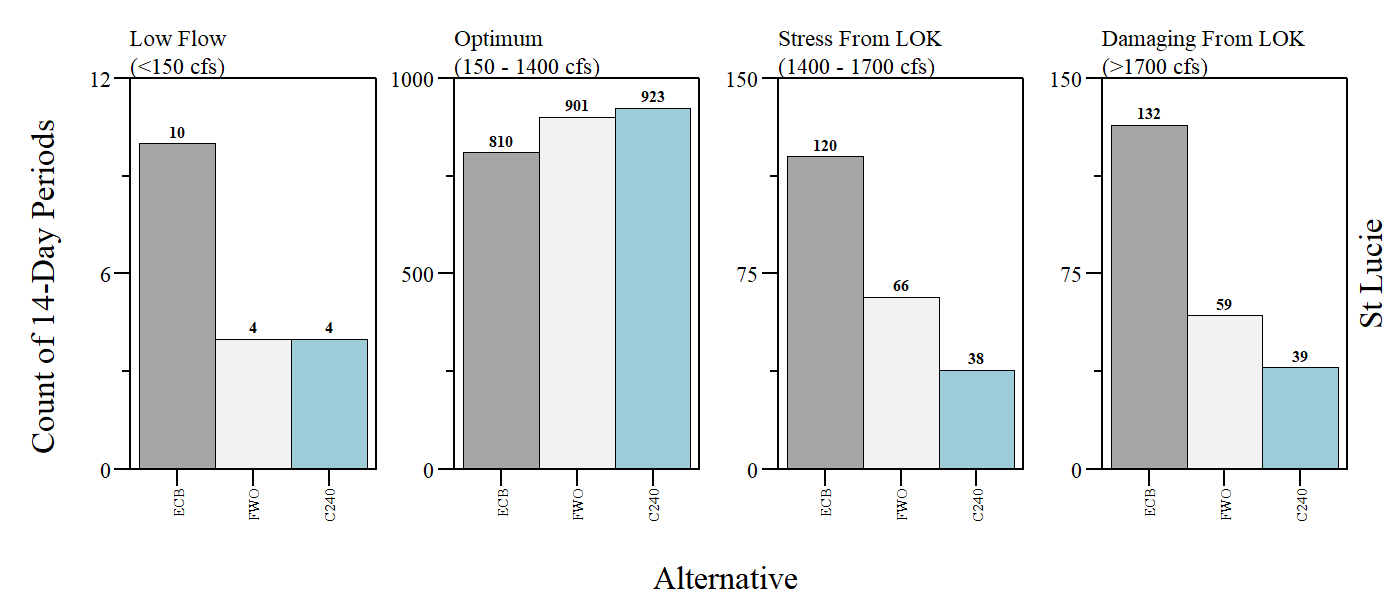 Low Flow
(<150 cfs)
Optimum
(150 - 1400 cfs)
Stress From LOK
(1400 - 1700 cfs)
Damaging From LOK
(>1700 cfs)
Count of 14-Day Periods
12
6
0
10
4
4
ECB
FWO
C240
1000
500
0
810
901
923
ECB
FWO
C240
150
75
0
120
66
38
ECB
FWO
C240
150
75
0
132
59
39
ECB
FWO
C240
St Lucie
Alternative